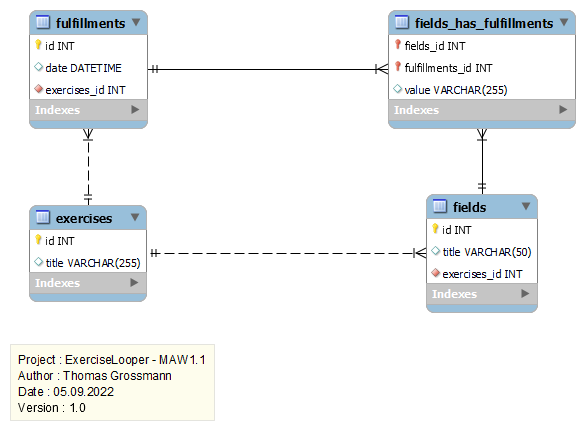 fulfillments
id INT
date DATETIME
exercises_id INT
Indexes
fields_has_fulfillments
fields_id INT
fulfillments_id INT
value VARCHAR(255)
Indexes
exercises
id INT
title VARCHAR(255)
fields
id INT
title VARCHAR(50)
exercises_id INT
Indexes
Project : ExerciseLooper - MAW1.1
Author : Thomas Grossmann
Date : 05.09.2022
Version : 1.0